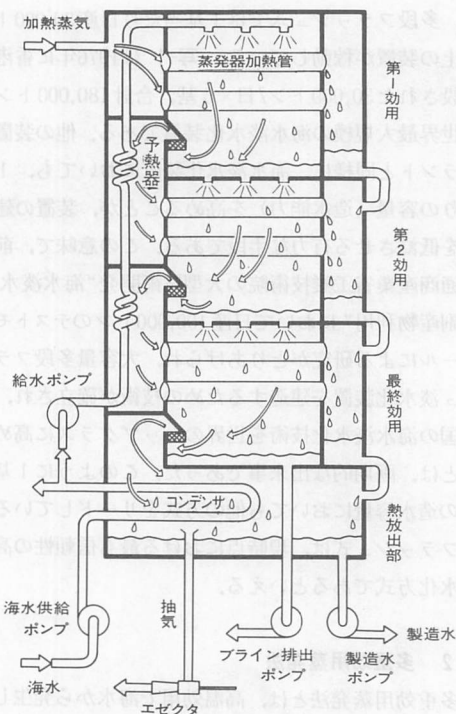 加熱蒸気
蒸発器加熱管
予熱器
第1効用
第2効用
最終効用
熱放出部
給水ポンプ
コンデンサ
海水供給
ポンプ
海水
抽気
エゼクタ
ブライン排出
ポンプ
製造水
製造水
ポンプ